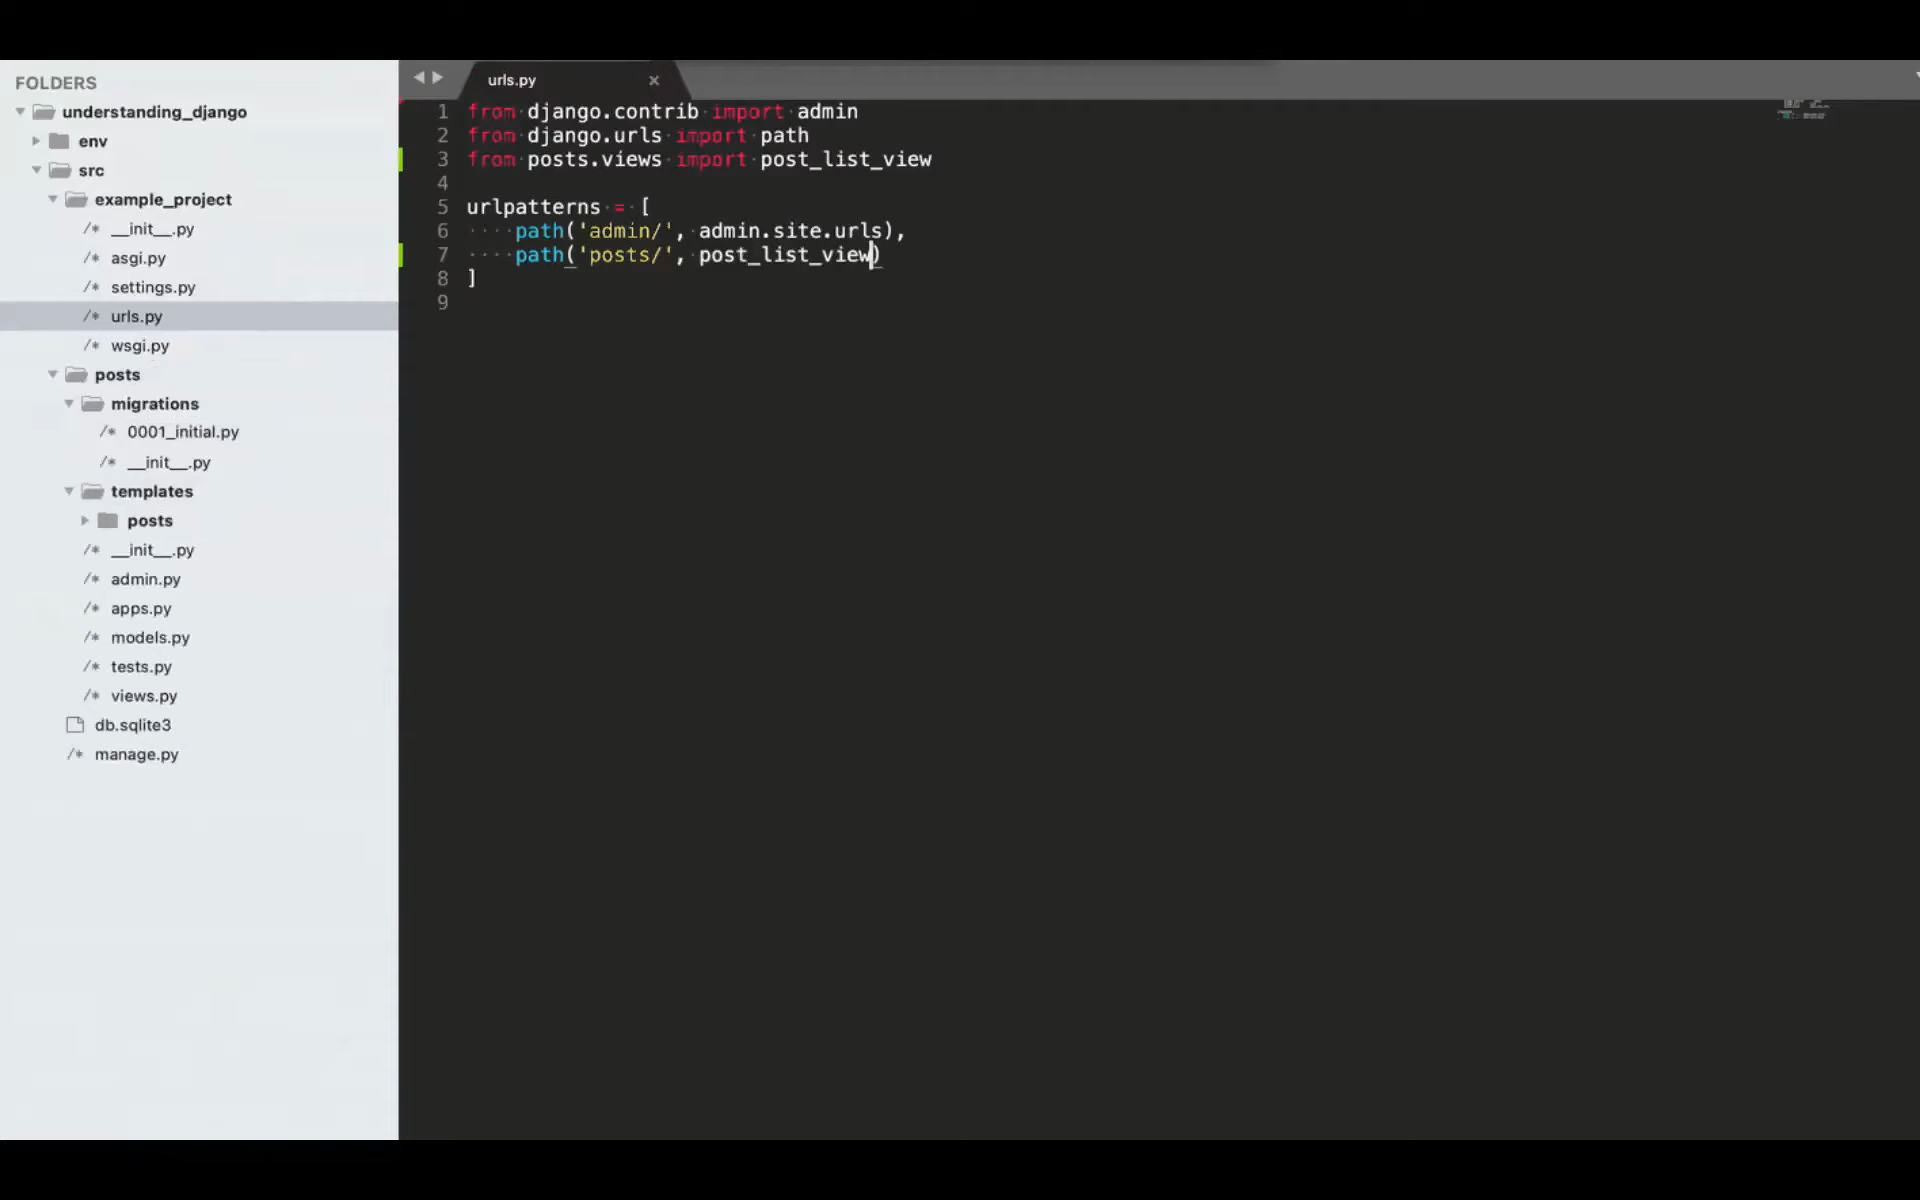 FOLDERS
understanding_django
env
src
example_project
/* __init__.py
/* asgi.py
/* settings.py
/* urls.py
/* wsgi.py
posts
migrations
/* 0001_initial.py
/* __init__.py
templates
posts
/* __init__.py
/* admin.py
/* apps.py
/* models.py
/* tests.py
/* views.py
db.sqlite3
/* manage.py
urls.py ×
1 from django.contrib import admin
2 from django.urls import path
3 from posts.views import post_list_view
4
5 urlpatterns = [
6     path('admin/', admin.site.urls),
7     path('posts/', post_list_view)
8 ]
9